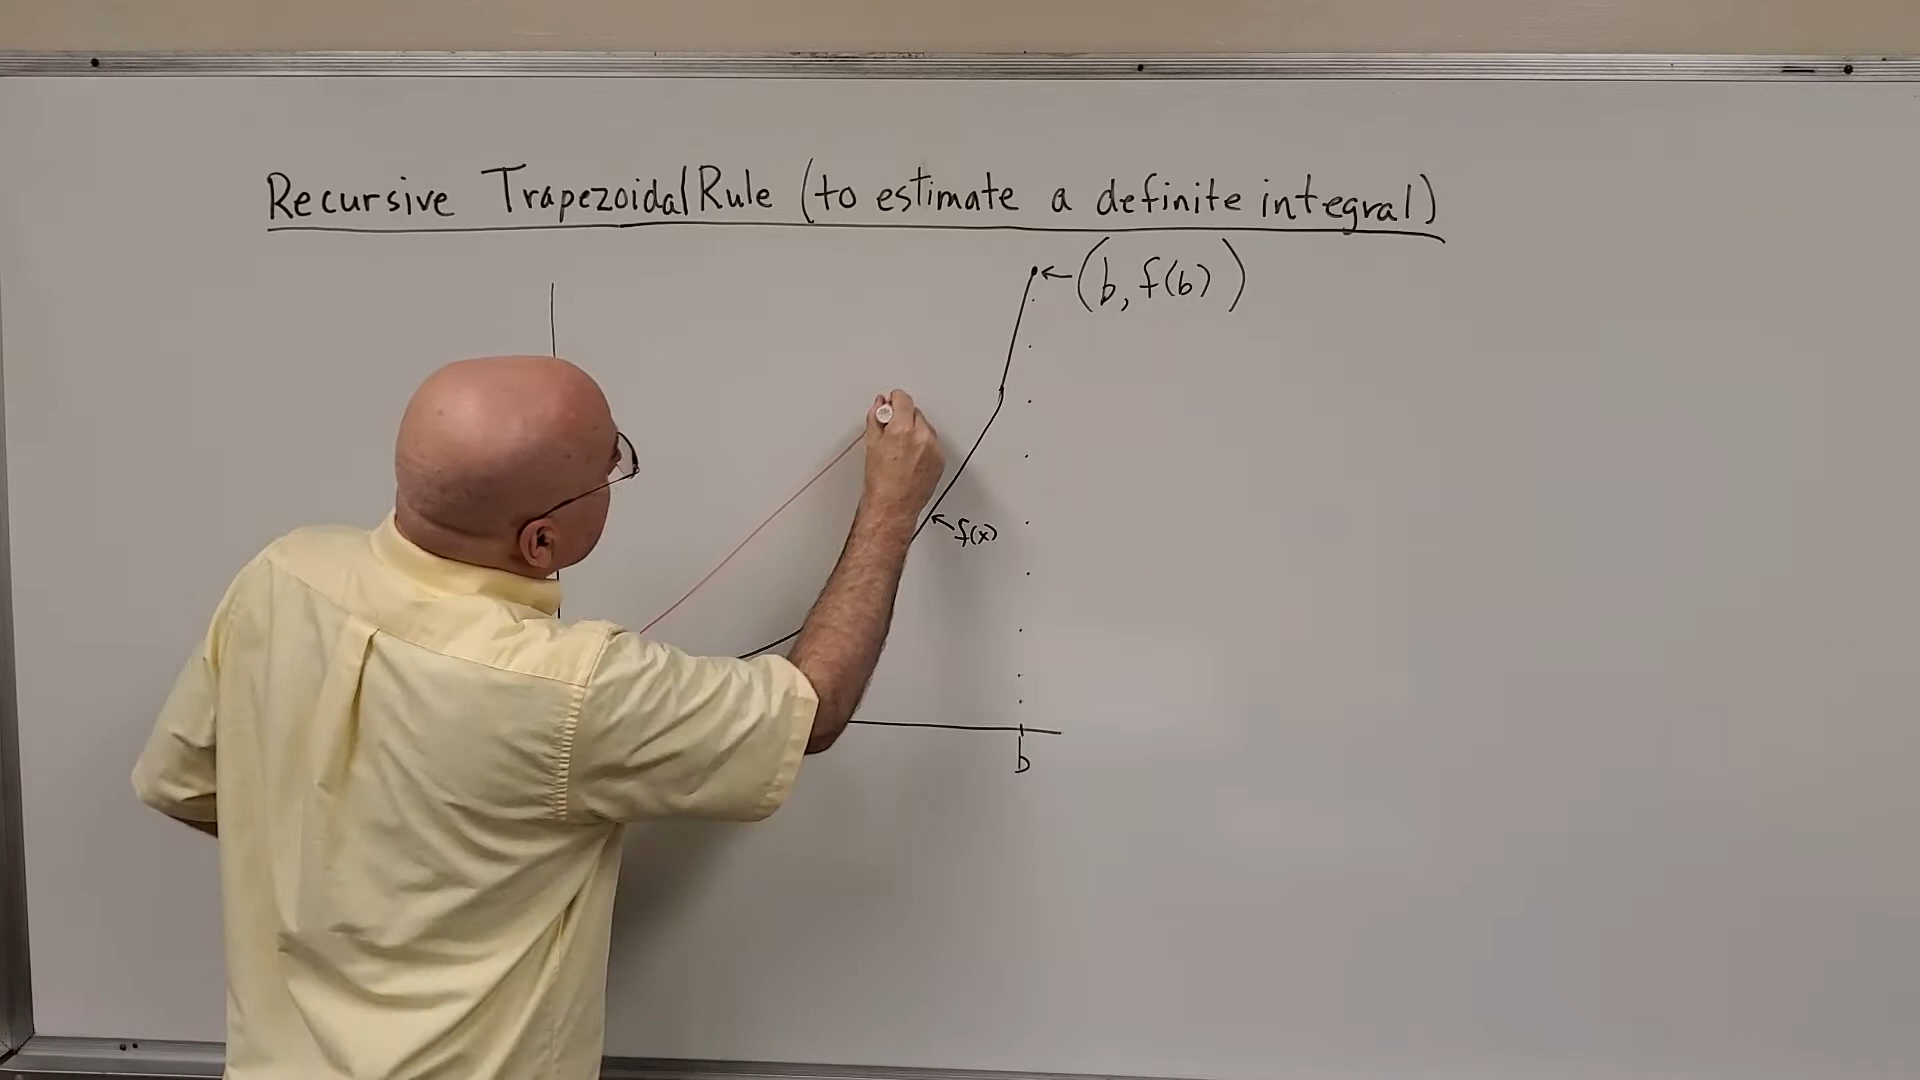 Recursive Trapezoidal Rule (to estimate a definite integral)
(b, f(b))
f(x)
b